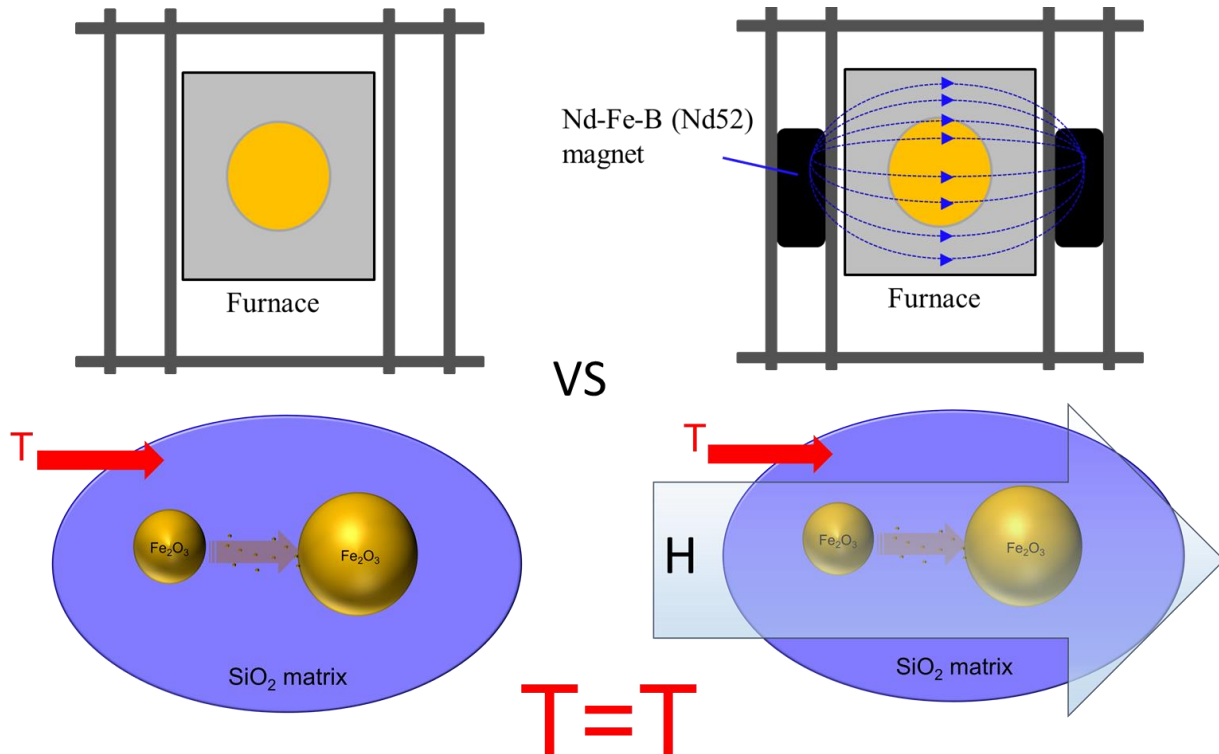 Furnace
Nd-Fe-B (Nd52)
magnet
Furnace
VS
T
Fe₂O₃
Fe₂O₃
SiO₂ matrix
T
H
Fe₂O₃
Fe₂O₃
SiO₂ matrix
T=T